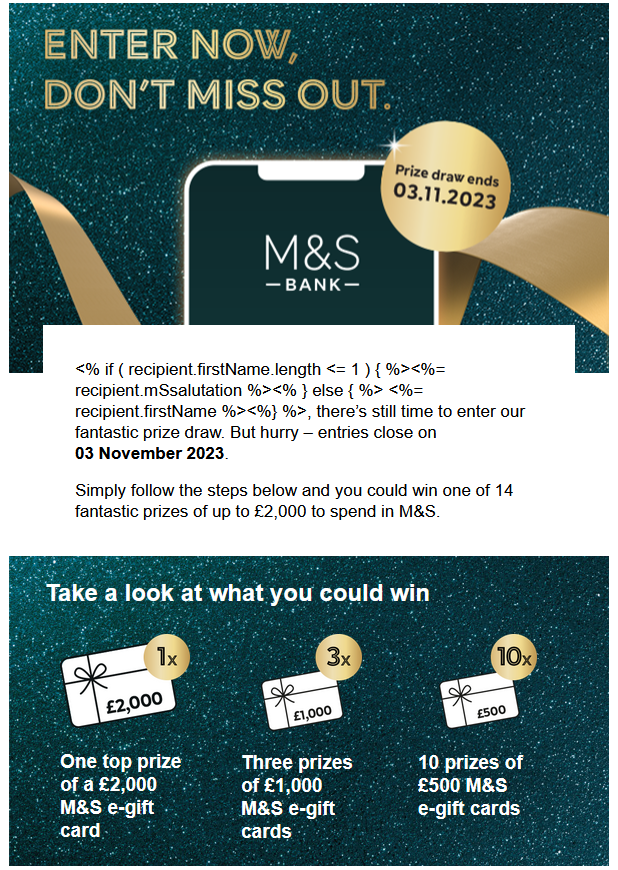 ENTER NOW,
DON'T MISS OUT.
Prize draw ends
03.11.2023
M&S
—BANK—
<% if ( recipient.firstName.length <= 1 ) { %><%=
recipient.mSsalutation %><% } else { %> <%=
recipient.firstName %><%} %>, there's still time to enter our
fantastic prize draw. But hurry – entries close on
03 November 2023.
Simply follow the steps below and you could win one of 14
fantastic prizes of up to £2,000 to spend in M&S.
Take a look at what you could win
1x
£2,000
3x
£1,000
10x
£500
One top prize
of a £2,000
M&S e-gift
card
Three prizes
of £1,000
M&S e-gift
cards
10 prizes of
£500 M&S
e-gift cards